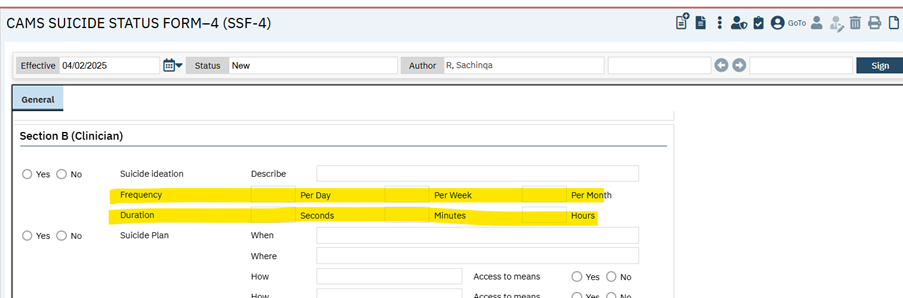 CAMS SUICIDE STATUS FORM–4 (SSF-4) GoTo
Effective 04/02/2025 Status New Author R, Sachinqa Sign
General
Section B (Clinician)
Yes No Suicide ideation Describe
Frequency Per Day Per Week Per Month
Duration Seconds Minutes Hours
Yes No Suicide Plan When
Where
How Access to means Yes No
How Access to means Yes No